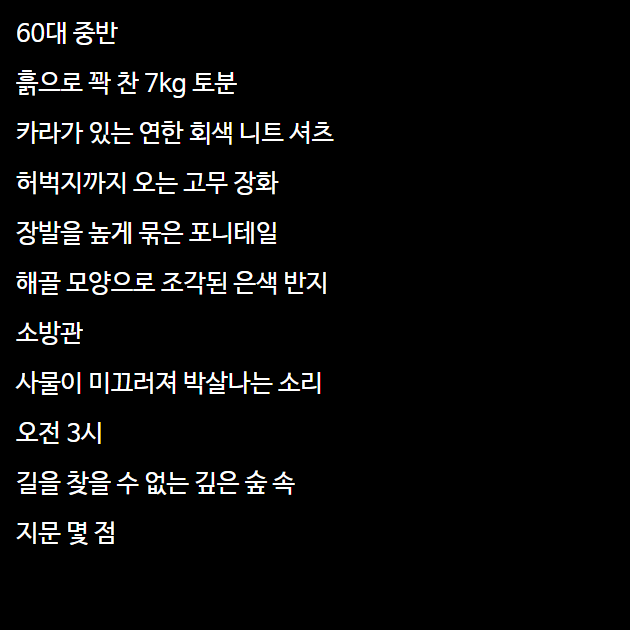 60대 중반
흙으로 꽉 찬 7kg 토분
카라가 있는 연한 회색 니트 셔츠
허벅지까지 오는 고무 장화
장발을 높게 묶은 포니테일
해골 모양으로 조각된 은색 반지
소방관
사물이 미끄러져 박살나는 소리
오전 3시
길을 찾을 수 없는 깊은 숲 속
지문 몇 점